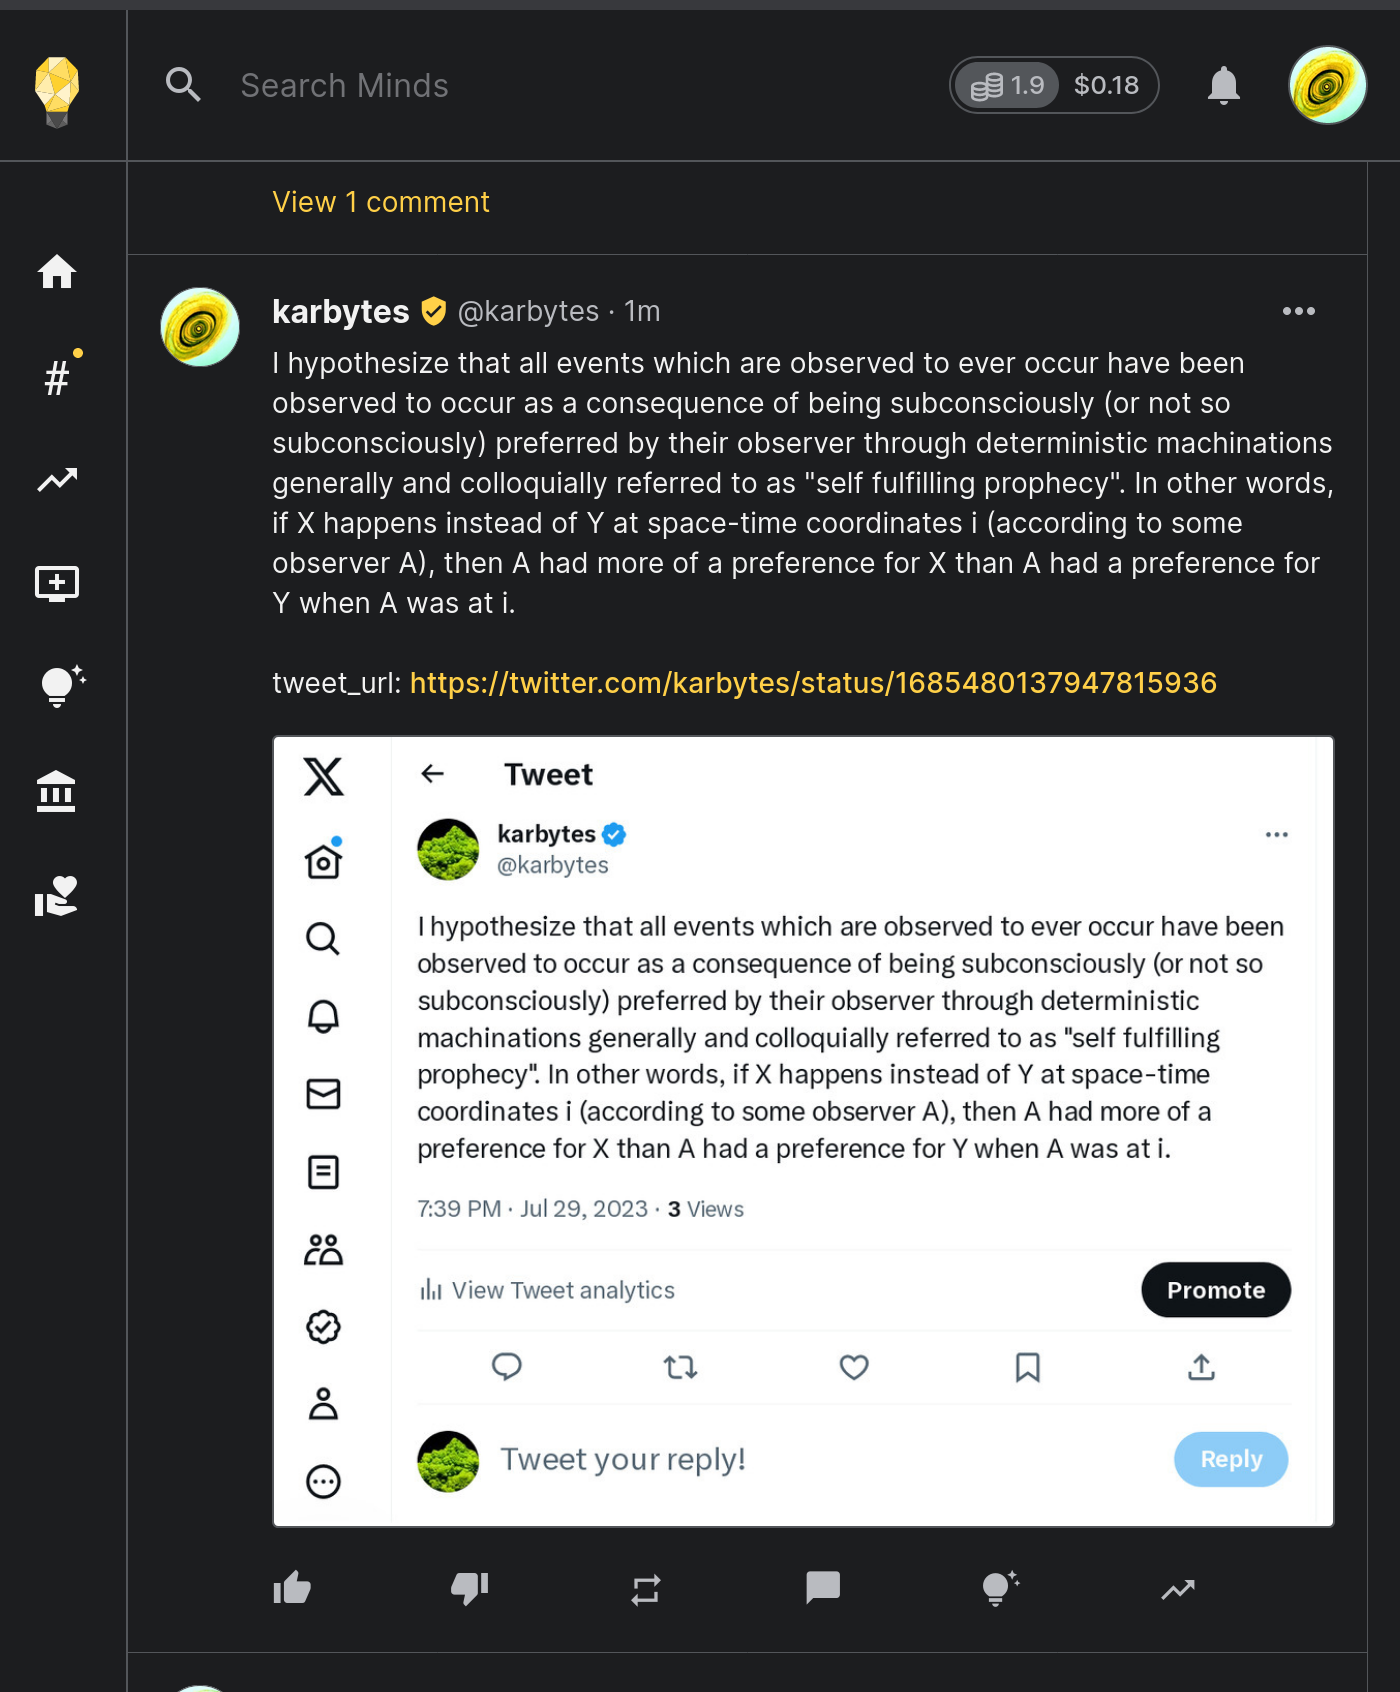 Search Minds
1.9 $0.18
View 1 comment
karbytes @karbytes · 1m
I hypothesize that all events which are observed to ever occur have been
observed to occur as a consequence of being subconsciously (or not so
subconsciously) preferred by their observer through deterministic machinations
generally and colloquially referred to as "self fulfilling prophecy". In other words,
if X happens instead of Y at space-time coordinates i (according to some
observer A), then A had more of a preference for X than A had a preference for
Y when A was at i.
tweet_url: https://twitter.com/karbytes/status/1685480137947815936
Tweet
karbytes
@karbytes
I hypothesize that all events which are observed to ever occur have been
observed to occur as a consequence of being subconsciously (or not so
subconsciously) preferred by their observer through deterministic
machinations generally and colloquially referred to as "self fulfilling
prophecy". In other words, if X happens instead of Y at space-time
coordinates i (according to some observer A), then A had more of a
preference for X than A had a preference for Y when A was at i.
7:39 PM · Jul 29, 2023 · 3 Views
View Tweet analytics
Promote
Tweet your reply!
Reply